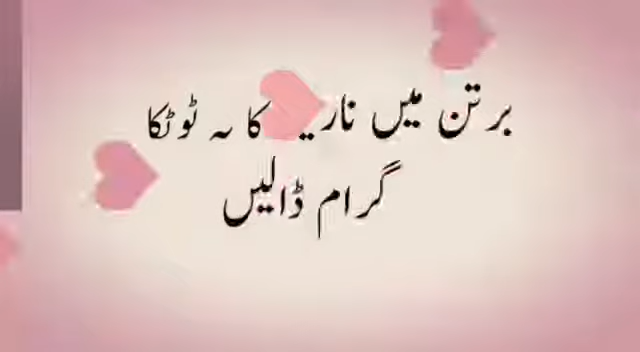 برتن میں کا یہ ٹوٹکا
گرام ڈالیں